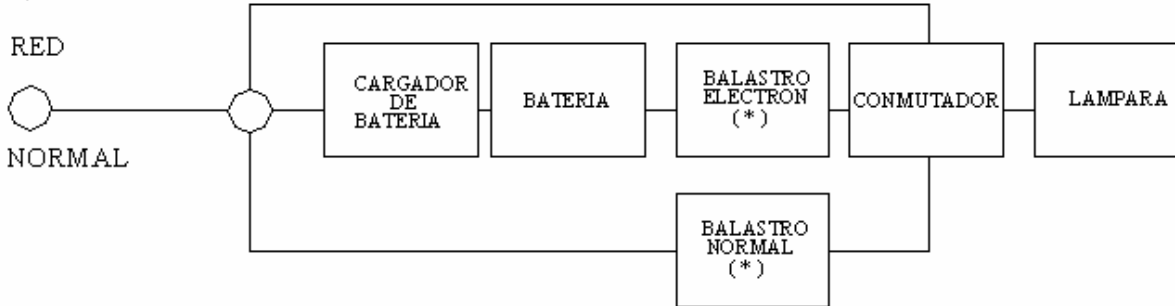 RED
NORMAL
CARGADOR
DE
BATERIA
BATERIA
BALASTRO
ELECTRON
(*)
CONMUTADOR
LAMPARA
BALASTRO
NORMAL
(*)